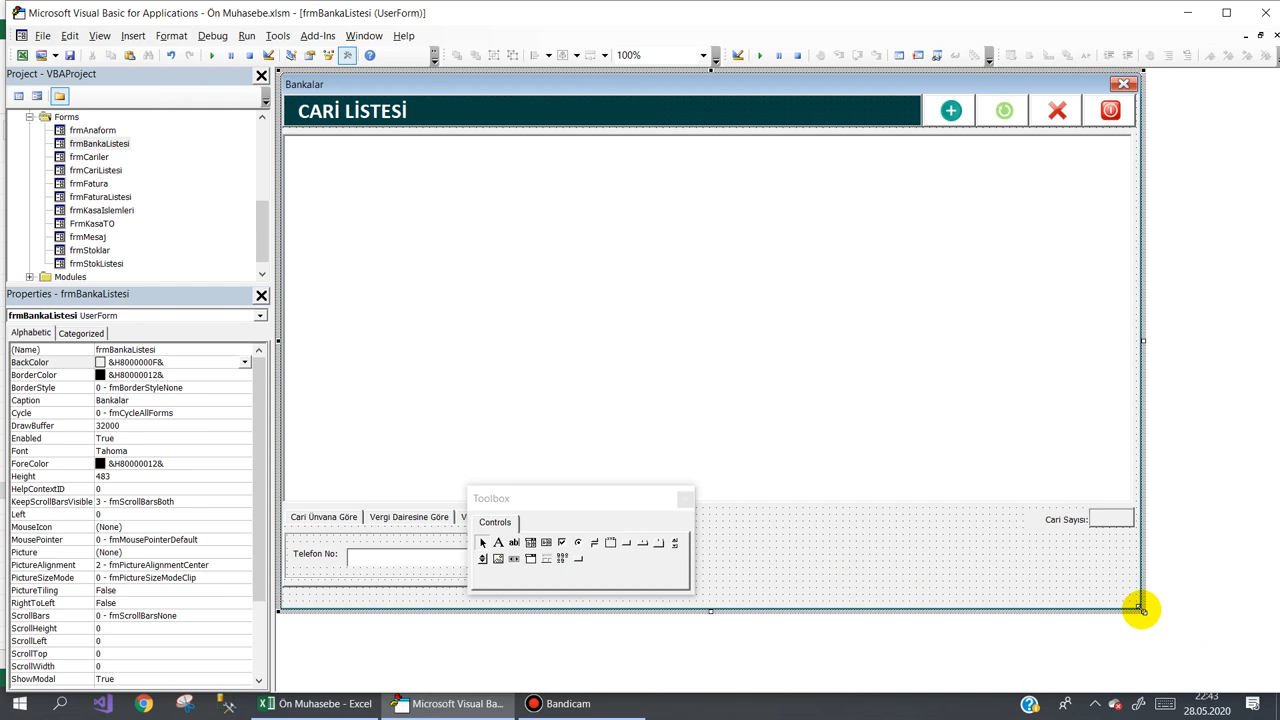 Microsoft Visual Basic for Applications - Ön Muhasebe.xlsm - [frmBankaListesi (UserForm)]
File Edit View Insert Format Debug Run Tools Add-Ins Window Help
100%
Project - VBAProject
Forms
frmAnaform
frmBankaListesi
frmCariler
frmCariListesi
frmFatura
frmFaturaListesi
frmKasaIslemleri
FrmKasaTO
frmMesaj
frmStoklar
frmStokListesi
Modules
Properties - frmBankaListesi
frmBankaListesi UserForm
Alphabetic Categorized
(Name) frmBankaListesi
BackColor &H8000000F&
BorderColor &H80000012&
BorderStyle 0 - fmBorderStyleNone
Caption Bankalar
Cycle 0 - fmCycleAllForms
DrawBuffer 32000
Enabled True
Font Tahoma
ForeColor &H80000012&
Height 483
HelpContextID 0
KeepScrollBarsVisible 3 - fmScrollBarsBoth
Left 0
MouseIcon (None)
MousePointer 0 - fmMousePointerDefault
Picture (None)
PictureAlignment 2 - fmPictureAlignmentCenter
PictureSizeMode 0 - fmPictureSizeModeClip
PictureTiling False
RightToLeft False
ScrollBars 0 - fmScrollBarsNone
ScrollHeight 0
ScrollLeft 0
ScrollTop 0
ScrollWidth 0
ShowModal True
Bankalar
CARİ LİSTESİ
Cari Ünvana Göre Vergi Dairesine Göre V
Cari Sayısı:
Telefon No:
Toolbox
Controls
Ön Muhasebe - Excel
Microsoft Visual Ba...
Bandicam
22:43
28.05.2020